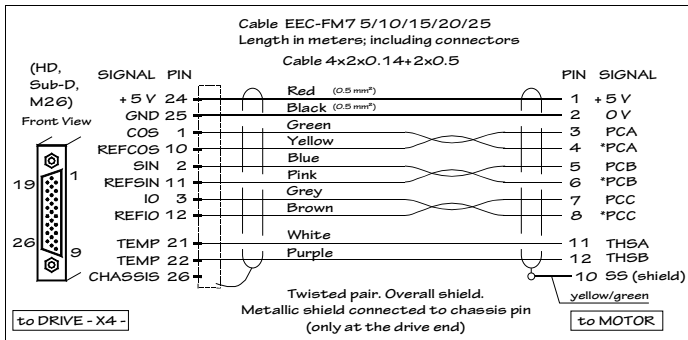 Cable EEC-FM7 5/10/15/20/25
Length in meters; including connectors
Cable 4x2x0.14+2x0.5
(HD,
Sub-D,
M26)
Front View
SIGNAL PIN
PIN SIGNAL
+5 V 24 Red (0.5 mm²) 1 +5 V
GND 25 Black (0.5 mm²) 2 0 V
COS 1 Green 3 PCA
REFCOS 10 Yellow 4 *PCA
SIN 2 Blue 5 PCB
REFSIN 11 Pink 6 *PCB
IO 3 Grey 7 PCC
REFIO 12 Brown 8 *PCC
TEMP 21 White 11 THSA
TEMP 22 Purple 12 THSB
CHASSIS 26 10 SS (shield)
yellow/green
19 1
26 9
Twisted pair. Overall shield.
Metallic shield connected to chassis pin
(only at the drive end)
to DRIVE - X4 -
to MOTOR